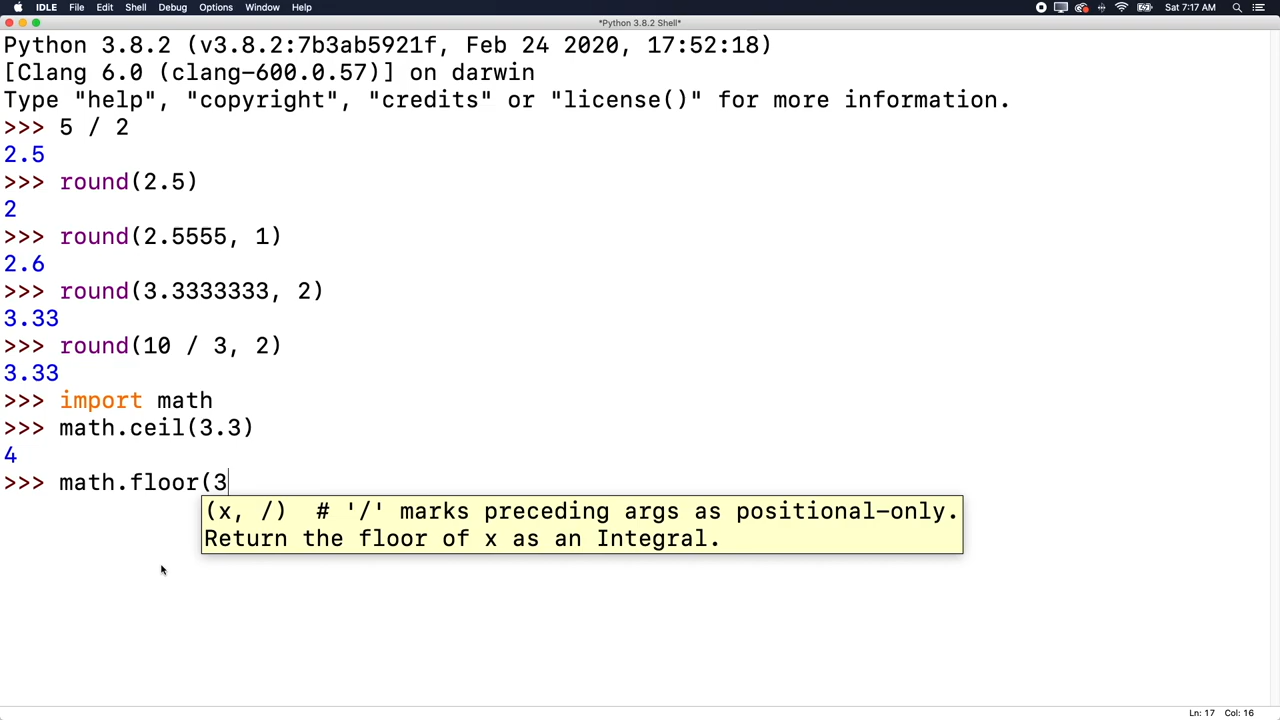 IDLE File Edit Shell Debug Options Window Help Sat 7:17 AM
*Python 3.8.2 Shell*
Python 3.8.2 (v3.8.2:7b3ab5921f, Feb 24 2020, 17:52:18)
[Clang 6.0 (clang-600.0.57)] on darwin
Type "help", "copyright", "credits" or "license()" for more information.
>>> 5 / 2
2.5
>>> round(2.5)
2
>>> round(2.5555, 1)
2.6
>>> round(3.3333333, 2)
3.33
>>> round(10 / 3, 2)
3.33
>>> import math
>>> math.ceil(3.3)
4
>>> math.floor(3
(x, /)  # '/' marks preceding args as positional-only.
Return the floor of x as an Integral.
Ln: 17 Col: 16